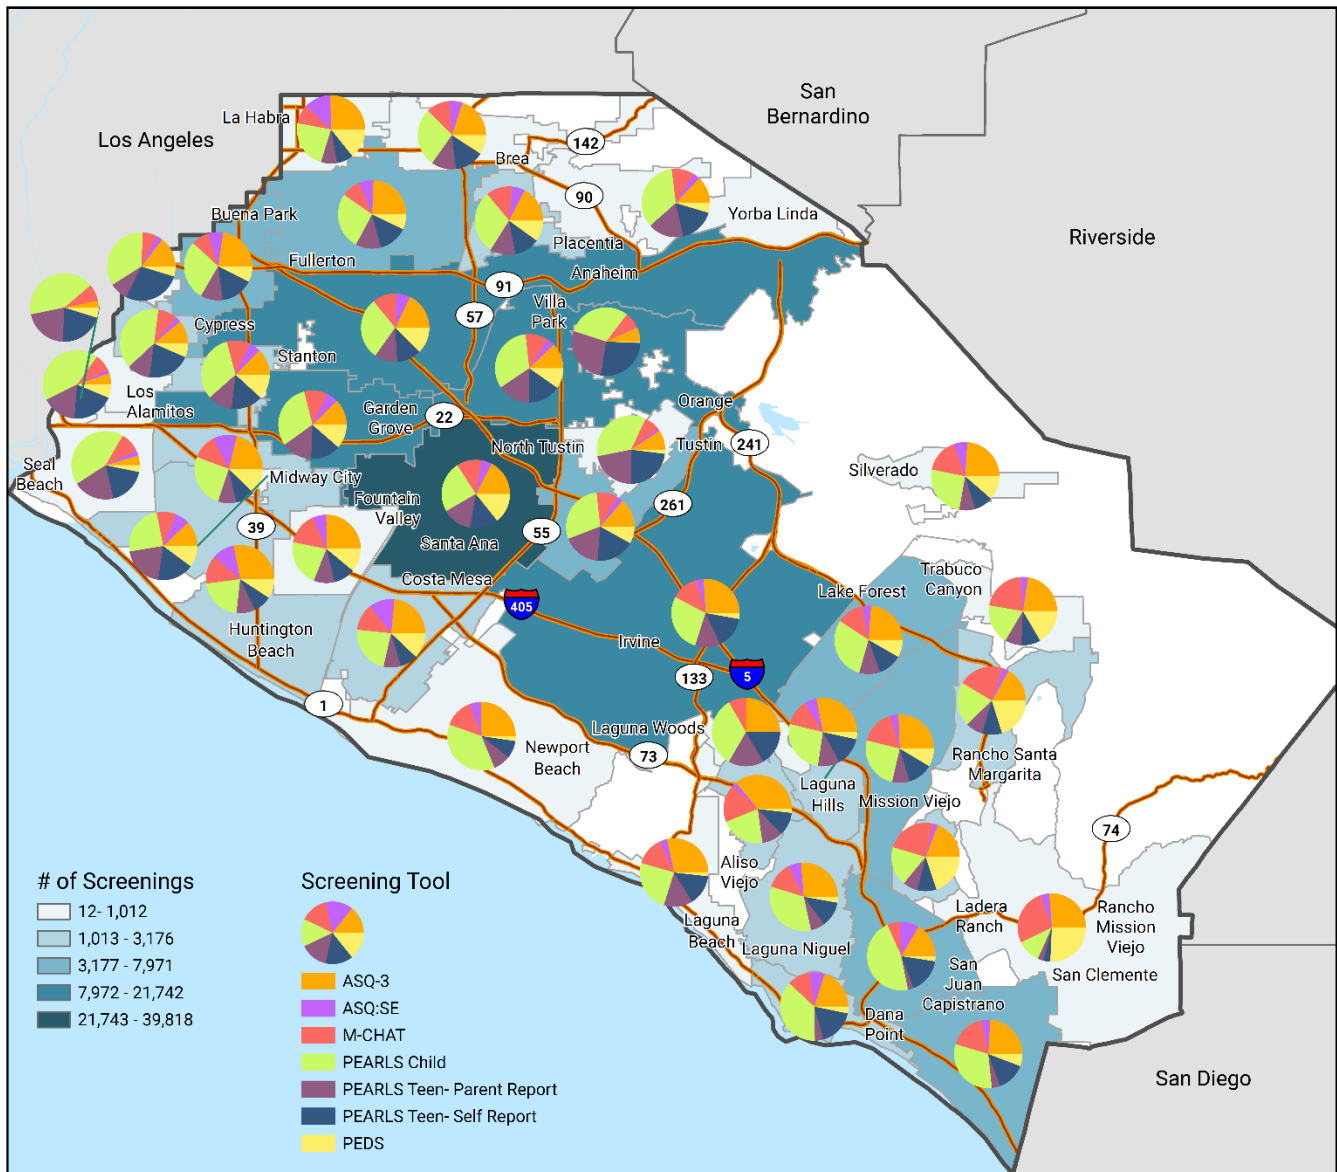 San
Bernardino
La Habra
Los Angeles
142
Brea
90
Buena Park
Yorba Linda
Riverside
Placentia
Fullerton
Anaheim
91
Villa
Park
57
Cypress
Stanton
Los
Alamitos
Garden
Grove
22
Orange
North Tustin
Tustin
241
Seal
Beach
Midway City
Silverado
Fountain
Valley
261
39
55
Santa Ana
Costa Mesa
Trabuco
Canyon
405
Lake Forest
Huntington
Beach
Irvine
133
5
1
Laguna Woods
Newport
Beach
73
Rancho Santa
Margarita
Laguna
Hills
Mission Viejo
74
Aliso
Viejo
Ladera
Ranch
Rancho
Mission
Viejo
Laguna
Beach
Laguna Niguel
San
Juan
Capistrano
San Clemente
Dana
Point
San Diego
# of Screenings
12- 1,012
1,013 - 3,176
3,177 - 7,971
7,972 - 21,742
21,743 - 39,818
Screening Tool
ASQ-3
ASQ:SE
M-CHAT
PEARLS Child
PEARLS Teen- Parent Report
PEARLS Teen- Self Report
PEDS